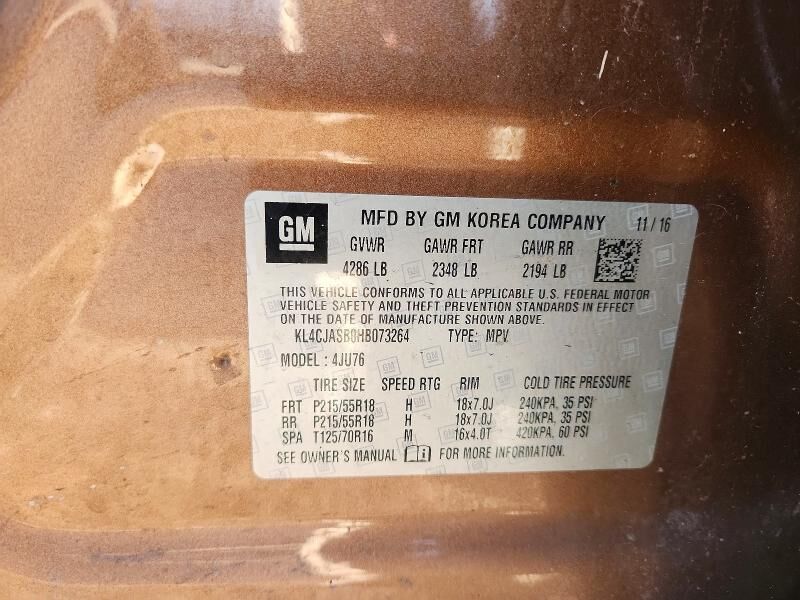 GM MFD BY GM KOREA COMPANY 11/16
GVWR GAWR FRT GAWR RR
4286 LB 2348 LB 2194 LB
THIS VEHICLE CONFORMS TO ALL APPLICABLE U.S. FEDERAL MOTOR
VEHICLE SAFETY AND THEFT PREVENTION STANDARDS IN EFFECT
ON THE DATE OF MANUFACTURE SHOWN ABOVE.
KL4CJASB0HB073264 TYPE: MPV
MODEL : 4JU76
TIRE SIZE SPEED RTG RIM COLD TIRE PRESSURE
FRT P215/55R18 H 18x7.0J 240KPA, 35 PSI
RR P215/55R18 H 18x7.0J 240KPA, 35 PSI
SPA T125/70R16 M 16x4.0T 420KPA, 60 PSI
SEE OWNER'S MANUAL i FOR MORE INFORMATION.